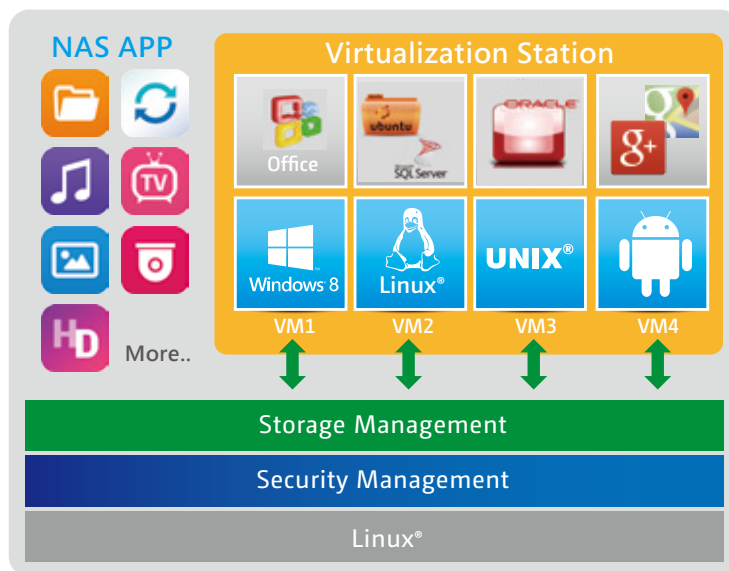 NAS APP
Virtualization Station
Office
ubuntu
SQL Server
ORACLE
g
g+
TV
Windows 8
Linux®
UNIX®
HD
More..
VM1
VM2
VM3
VM4
Storage Management
Security Management
Linux®